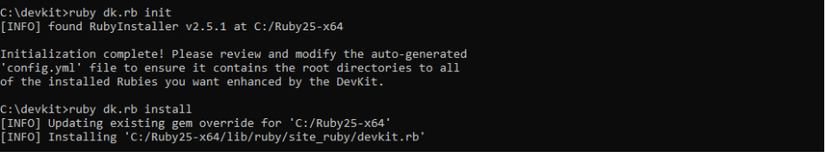 C:\devkit>ruby dk.rb init
[INFO] found RubyInstaller v2.5.1 at C:/Ruby25-x64
Initialization complete! Please review and modify the auto-generated
'config.yml' file to ensure it contains the root directories to all
of the installed Rubies you want enhanced by the DevKit.
C:\devkit>ruby dk.rb install
[INFO] Updating existing gem override for 'C:/Ruby25-x64'
[INFO] Installing 'C:/Ruby25-x64/lib/ruby/site_ruby/devkit.rb'